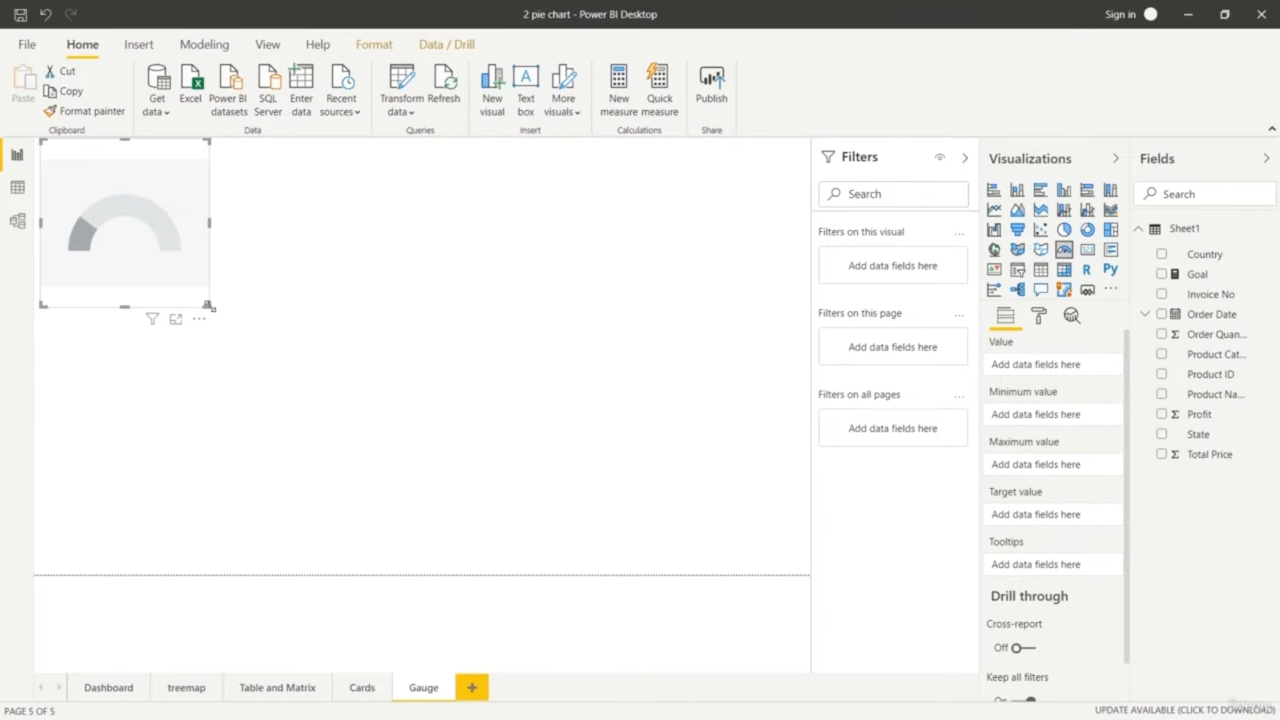 2 pie chart - Power BI Desktop
Sign in
File Home Insert Modeling View Help Format Data / Drill
Paste
Cut
Copy
Format painter
Clipboard
Get data
Excel
Power BI datasets
SQL Server
Enter data
Recent sources
Data
Transform data
Refresh
Queries
New visual
Text box
More visuals
Insert
New measure
Quick measure
Calculations
Publish
Share
Filters
Search
Filters on this visual
...
Add data fields here
Filters on this page
...
Add data fields here
Filters on all pages
...
Add data fields here
Visualizations
R
Py
Value
Add data fields here
Minimum value
Add data fields here
Maximum value
Add data fields here
Target value
Add data fields here
Tooltips
Add data fields here
Drill through
Cross-report
Off
Keep all filters
On
Fields
Search
Sheet1
Country
Goal
Invoice No
Order Date
Σ Order Quan...
Product Cat...
Product ID
Product Na...
Σ Profit
State
Σ Total Price
Dashboard treemap Table and Matrix Cards Gauge +
PAGE 5 OF 5
UPDATE AVAILABLE (CLICK TO DOWNLOAD)